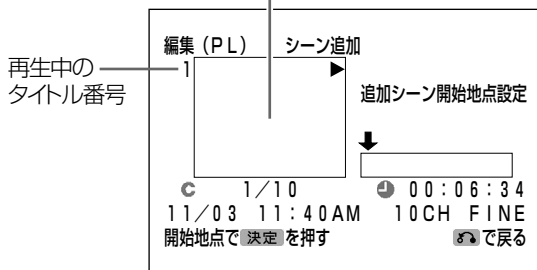 編集（ＰＬ）　シーン追加
再生中の
タイトル番号
1
追加シーン開始地点設定
C　1／10　00：06：34
11／03　11：40AM　10CH　FINE
開始地点で 決定 を押す　で戻る